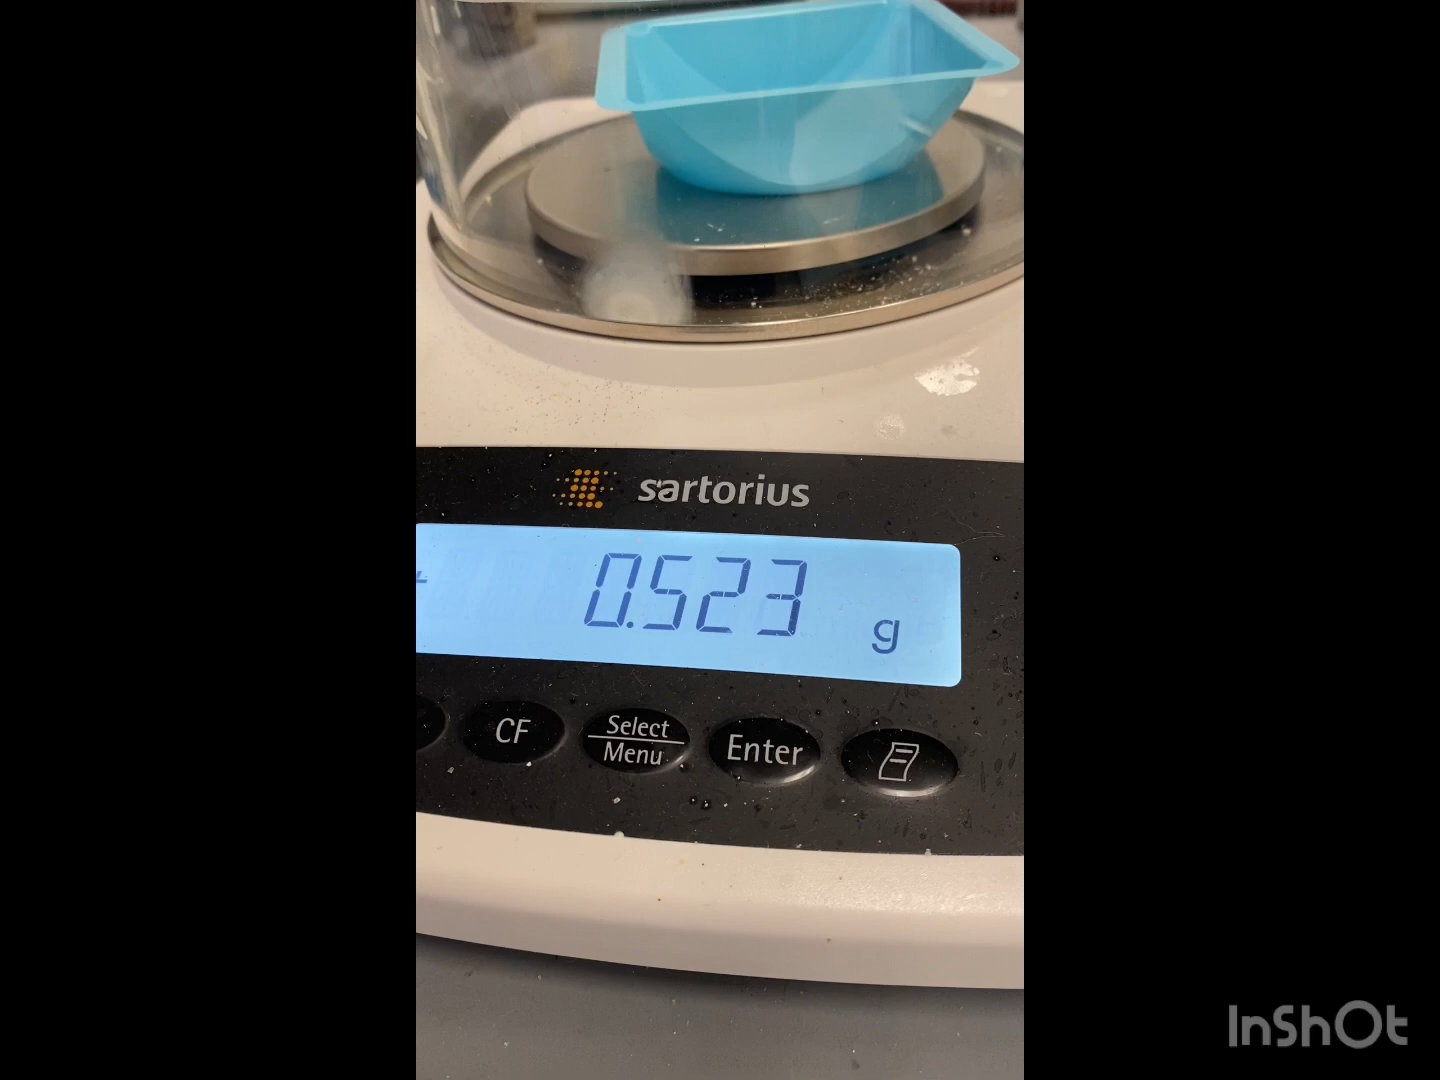 sartorius
+ 0.523 g
CF
Select
Menu
Enter
InShOt